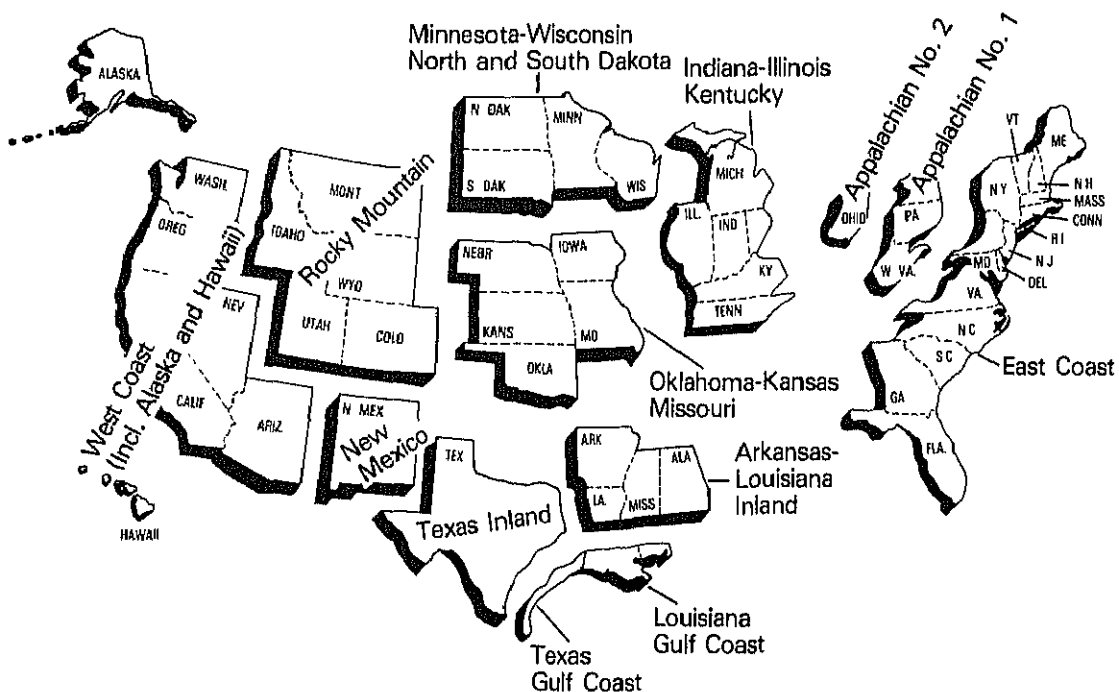 Minnesota-Wisconsin
North and South Dakota
Indiana-Illinois
Kentucky
Appalachian No. 2
Appalachian No. 1
ALASKA
WASH.
OREG
NEV
CALIF
ARIZ
West Coast
(Incl. Alaska and Hawaii)
HAWAII
MONT
IDAHO
WYO
UTAH
COLO
Rocky Mountain
N MEX
New
Mexico
N DAK
MINN
S DAK
WIS
NEBR
IOWA
KANS
MO
OKLA
Oklahoma-Kansas
Missouri
MICH
ILL.
IND
KY
TENN
TEX
Texas Inland
ARK
LA.
MISS
ALA
Arkansas-
Louisiana
Inland
Louisiana
Gulf Coast
Texas
Gulf Coast
OHIO
PA
W VA.
VT
ME
NY
N H
MASS
CONN
RI
N J
DEL
MD
VA.
N C
S C
GA
FLA.
East Coast